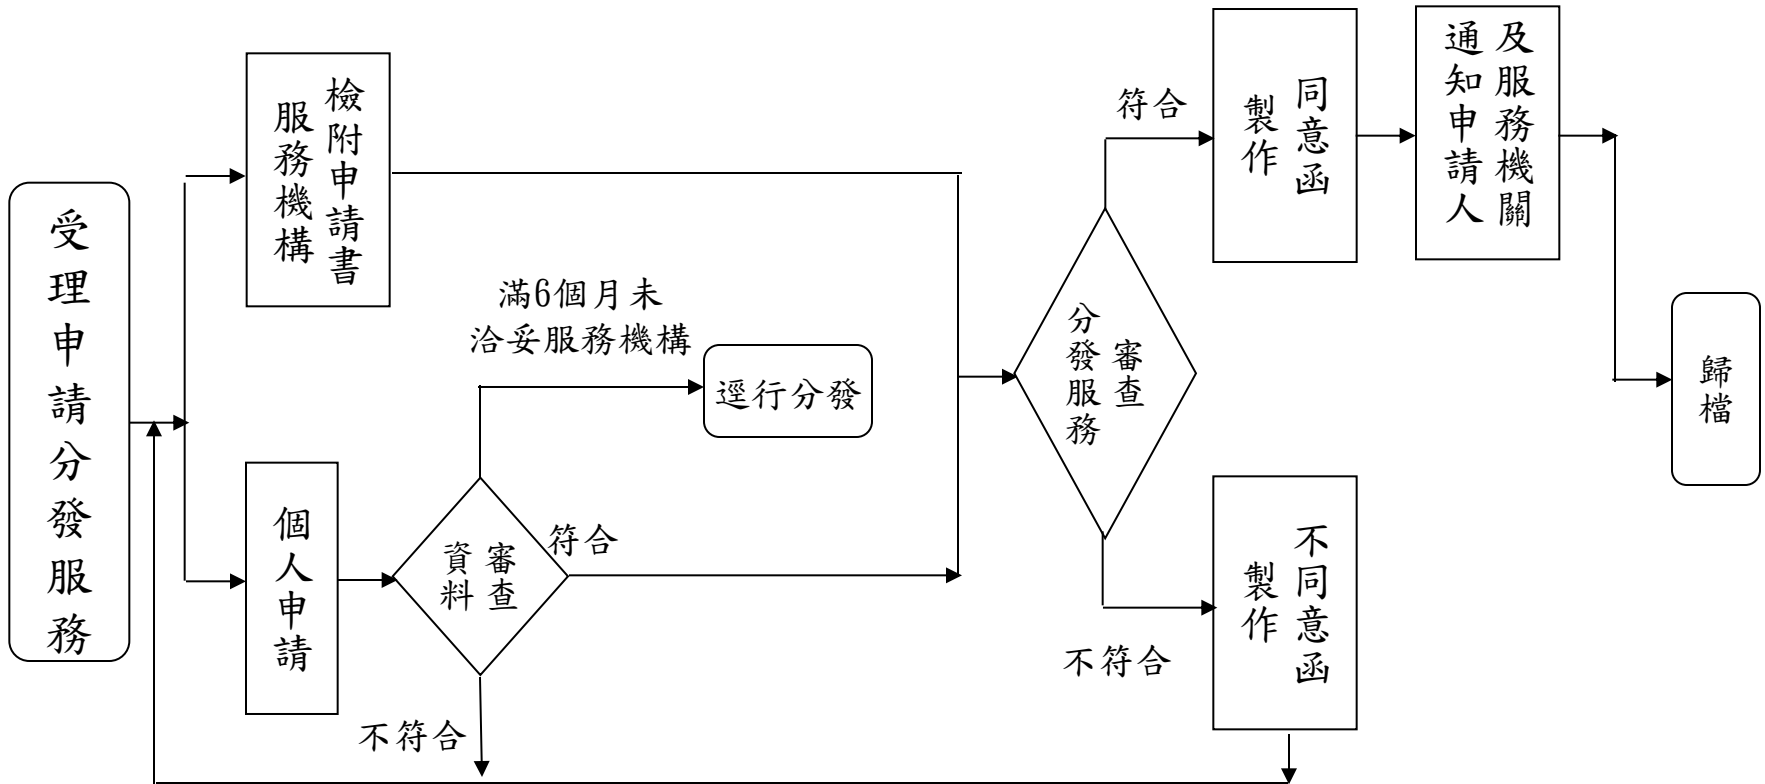 受理申請分發服務
服務機構
檢附申請書
個人申請
滿6個月未
洽妥服務機構
逕行分發
資料
審查
符合
不符合
分發服務
審查
符合
製作
同意函
通知申請人
及服務機關
歸檔
不符合
製作
不同意函